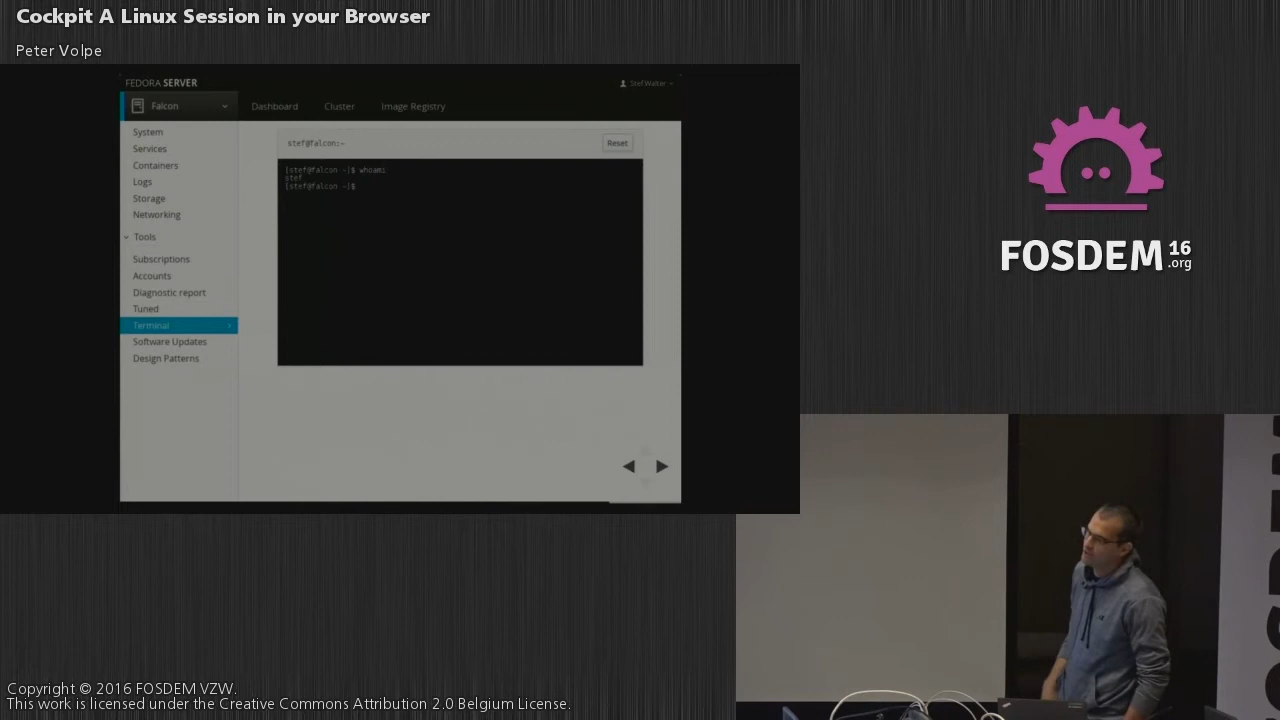 Cockpit A Linux Session in your Browser
Peter Volpe
FEDORA SERVER
Stef Walter
Falcon
Dashboard
Cluster
Image Registry
System
Services
Containers
Logs
Storage
Networking
Tools
Subscriptions
Accounts
Diagnostic report
Tuned
Terminal
Software Updates
Design Patterns
stef@falcon:~
Reset
[stef@falcon ~]$ whoami
stef
[stef@falcon ~]$
FOSDEM 16
.org
Copyright © 2016 FOSDEM VZW.
This work is licensed under the Creative Commons Attribution 2.0 Belgium License.